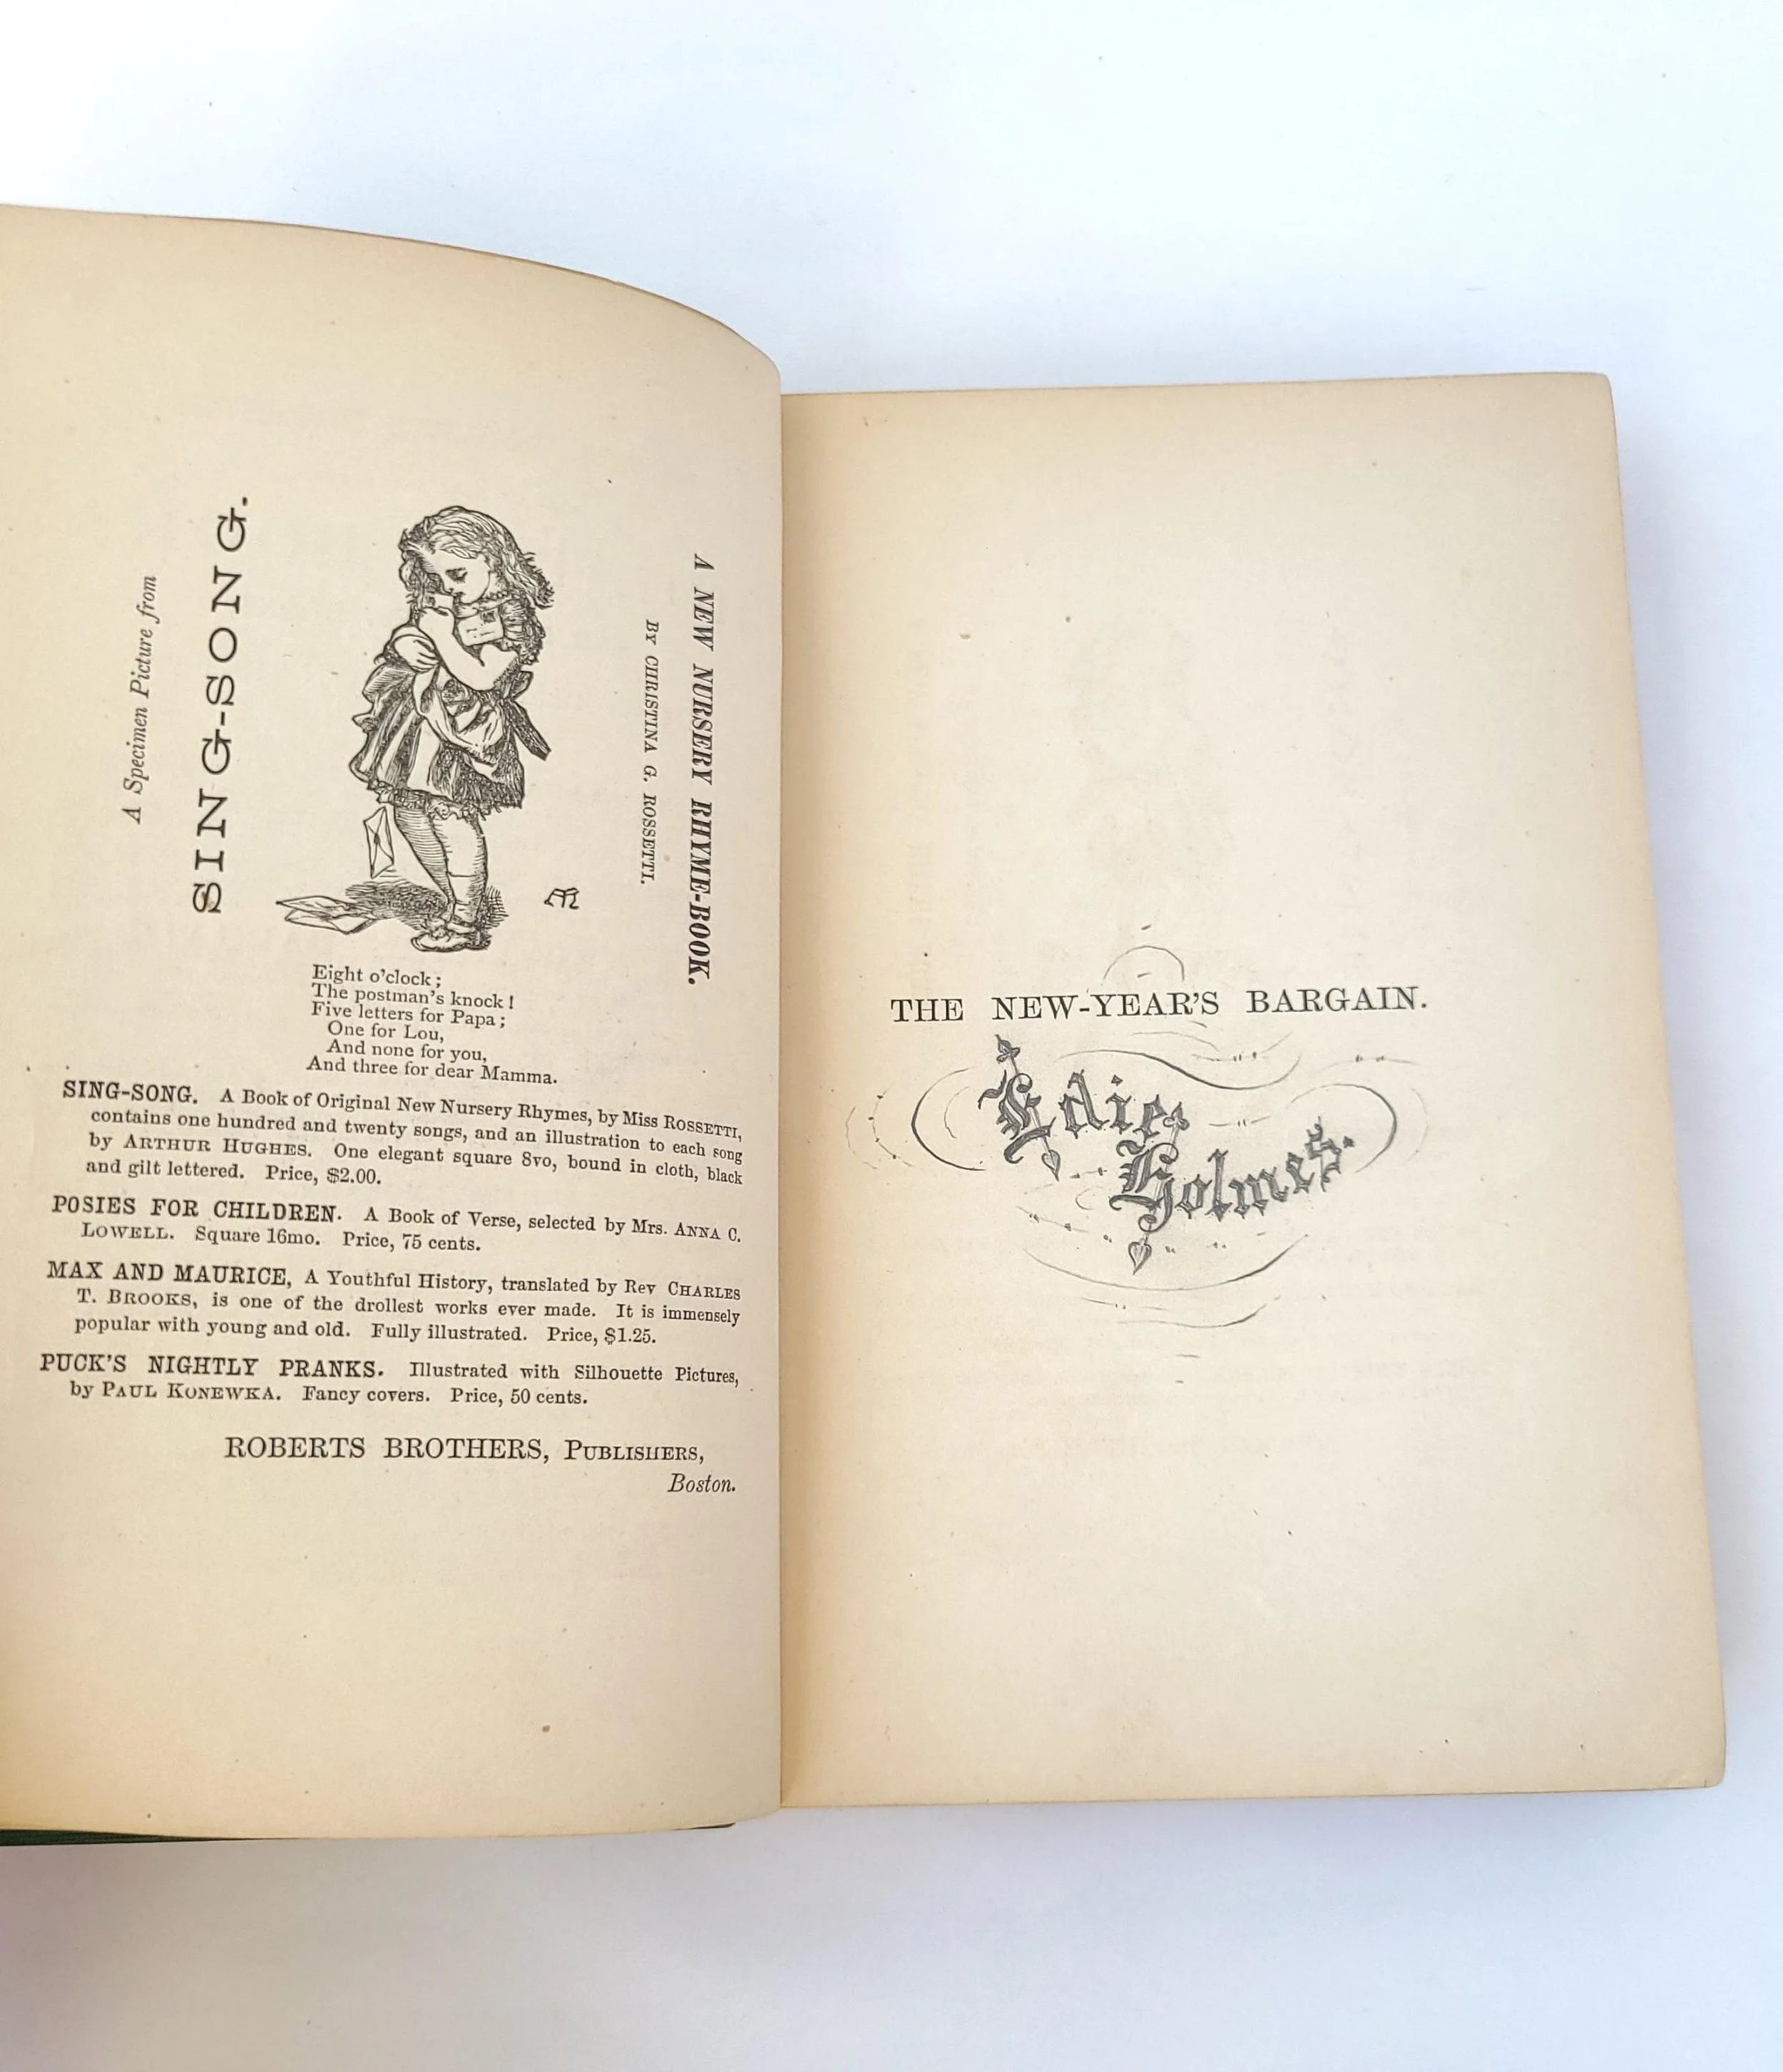 A Specimen Picture from
SING-SONG.
A NEW NURSERY RHYME-BOOK.
BY CHRISTINA G. ROSSETTI.
Eight o'clock;
The postman's knock!
Five letters for Papa;
One for Lou,
And none for you,
And three for dear Mamma.
SING-SONG. A Book of Original New Nursery Rhymes, by Miss ROSSETTI,
contains one hundred and twenty songs, and an illustration to each song
by ARTHUR HUGHES. One elegant square 8vo, bound in cloth, black
and gilt lettered. Price, $2.00.
POSIES FOR CHILDREN. A Book of Verse, selected by Mrs. ANNA C.
LOWELL. Square 16mo. Price, 75 cents.
MAX AND MAURICE, A Youthful History, translated by Rev CHARLES
T. BROOKS, is one of the drollest works ever made. It is immensely
popular with young and old. Fully illustrated. Price, $1.25.
PUCK'S NIGHTLY PRANKS. Illustrated with Silhouette Pictures,
by PAUL KONEWKA. Fancy covers. Price, 50 cents.
ROBERTS BROTHERS, PUBLISHERS,
Boston.
THE NEW-YEAR'S BARGAIN.
Edie
Holmes.